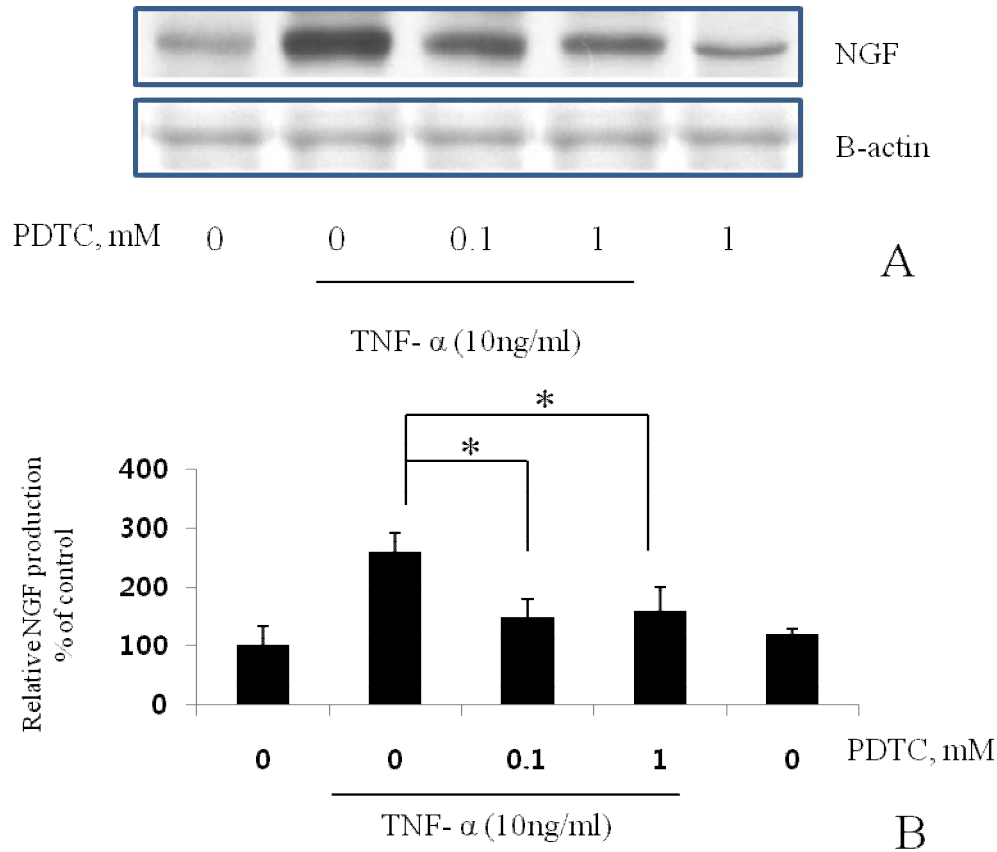 NGF
B-actin
PDTC, mM 0 0 0.1 1 1
A
TNF- α (10ng/ml)
* 
*
Relative NGF production
% of control
400
300
200
100
0
0 0 0.1 1 0 PDTC, mM
TNF- α (10ng/ml)
B